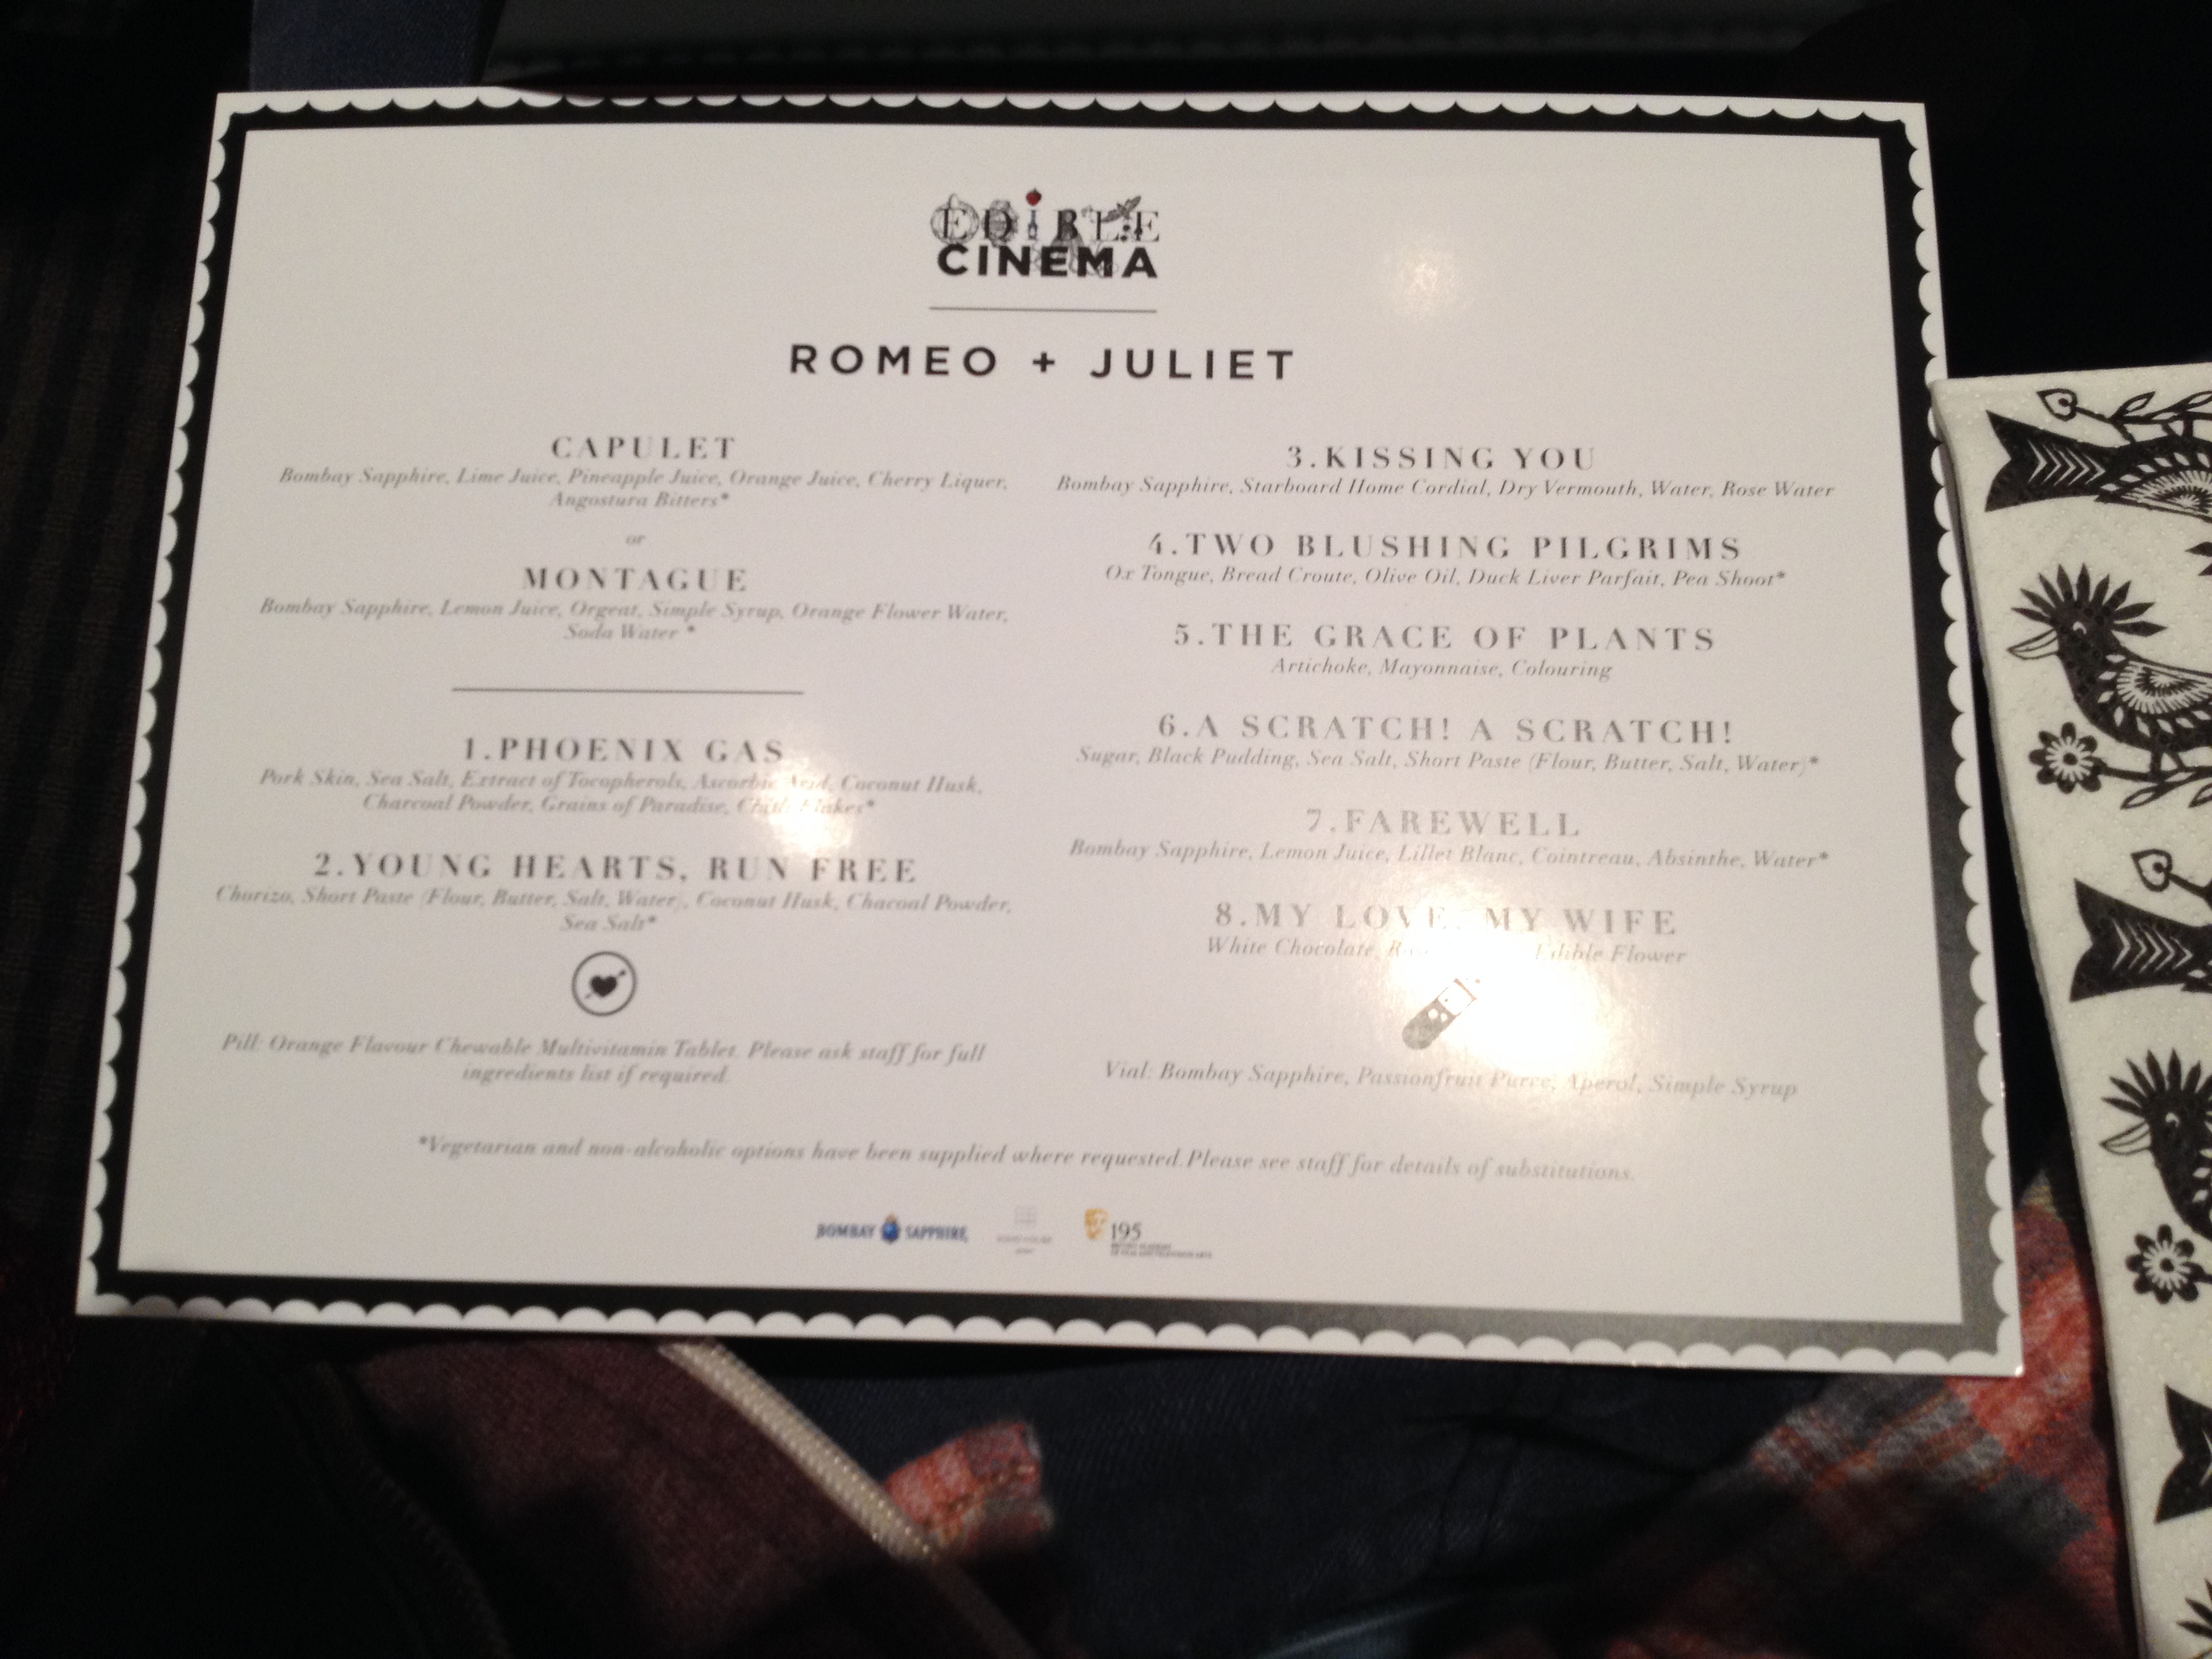 EDiBLE
CINEMA
ROMEO + JULIET
CAPULET
Bombay Sapphire, Lime Juice, Pineapple Juice, Orange Juice, Cherry Liquer,
Angostura Bitters*
or
MONTAGUE
Bombay Sapphire, Lemon Juice, Orgeat, Simple Syrup, Orange Flower Water,
Soda Water *
1.PHOENIX GAS
Pork Skin, Sea Salt, Extract of Tocopherols, Ascorbic Acid, Coconut Husk,
Charcoal Powder, Grains of Paradise, Chilli Flakes*
2.YOUNG HEARTS, RUN FREE
Chorizo, Short Paste (Flour, Butter, Salt, Water), Coconut Husk, Chacoal Powder,
Sea Salt*
Pill: Orange Flavour Chewable Multivitamin Tablet. Please ask staff for full
ingredients list if required.
3.KISSING YOU
Bombay Sapphire, Starboard Home Cordial, Dry Vermouth, Water, Rose Water
4.TWO BLUSHING PILGRIMS
Ox Tongue, Bread Croute, Olive Oil, Duck Liver Parfait, Pea Shoot*
5.THE GRACE OF PLANTS
Artichoke, Mayonnaise, Colouring
6.A SCRATCH! A SCRATCH!
Sugar, Black Pudding, Sea Salt, Short Paste (Flour, Butter, Salt, Water)*
7.FAREWELL
Bombay Sapphire, Lemon Juice, Lillet Blanc, Cointreau, Absinthe, Water*
8.MY LOVE, MY WIFE
White Chocolate, Edible Flower
Vial: Bombay Sapphire, Passionfruit Puree, Aperol, Simple Syrup
*Vegetarian and non-alcoholic options have been supplied where requested. Please see staff for details of substitutions.
BOMBAY SAPPHIRE
195